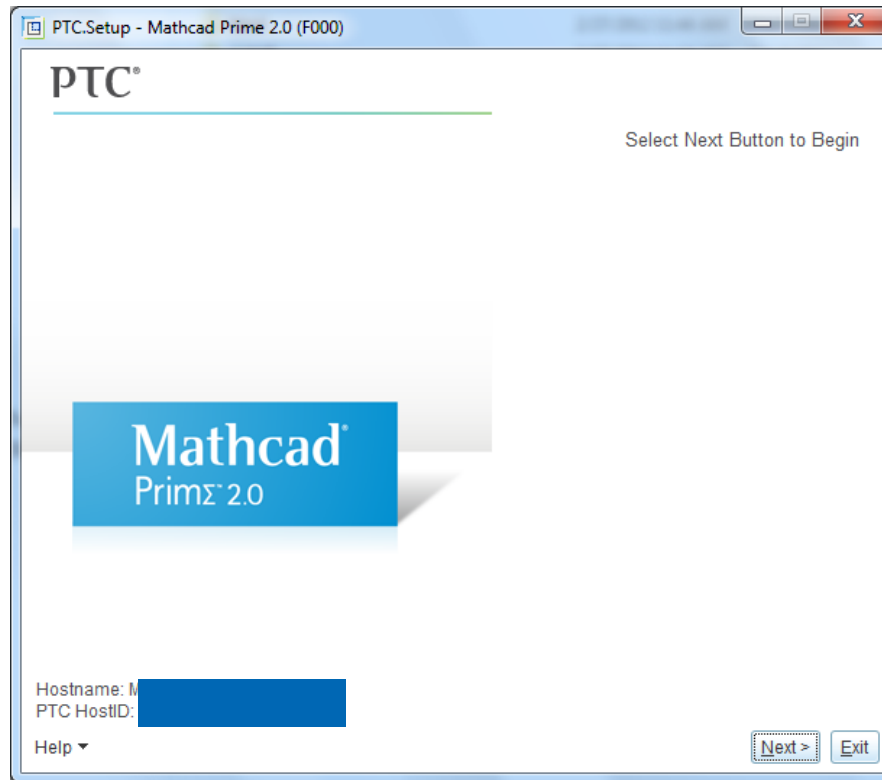 PTC.Setup - Mathcad Prime 2.0 (F000)
PTC®
Select Next Button to Begin
Mathcad®
PrimΣ™ 2.0
Hostname:
PTC HostID:
Help
Next >
Exit